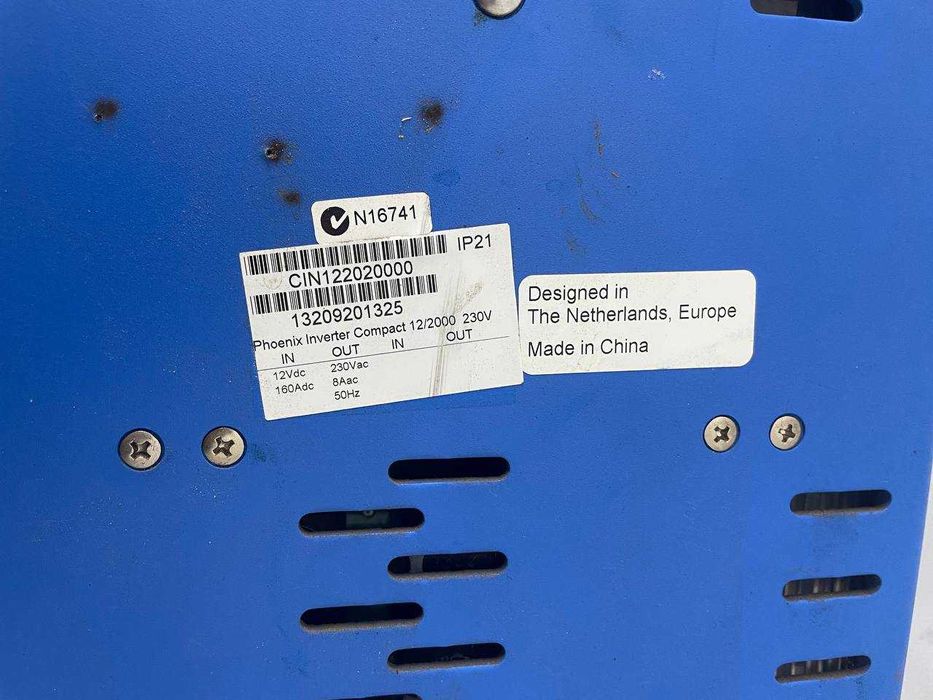 N16741
IP21
CIN122020000
13209201325
Phoenix Inverter Compact 12/2000 230V
IN OUT IN OUT
12Vdc 230Vac
160Adc 8Aac
50Hz
Designed in
The Netherlands, Europe
Made in China